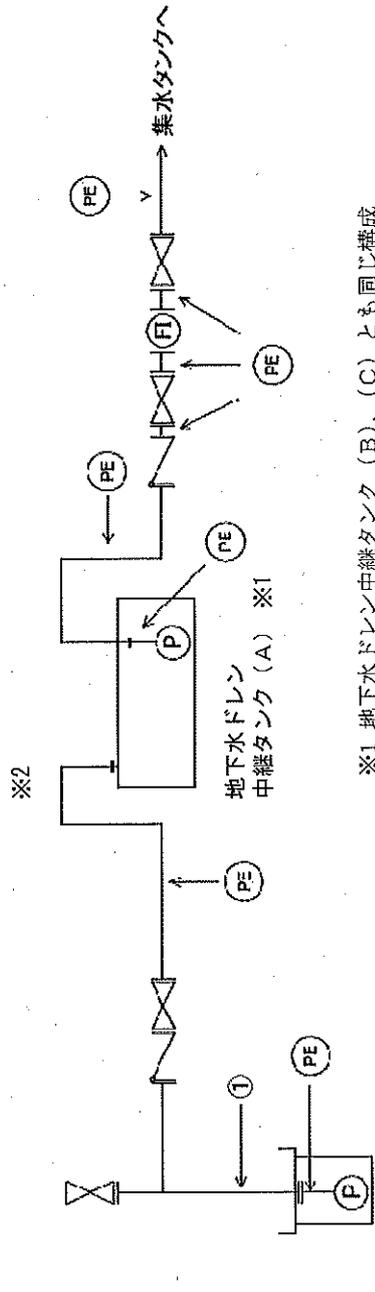 ※2
PE
PE
PE
集水タンクへ
FI
PE
P
地下水ドレン
中継タンク（A） ※1
PE
①
PE
P
PE
※1 地下水ドレン中継タンク（B）、（C）とも同じ構成